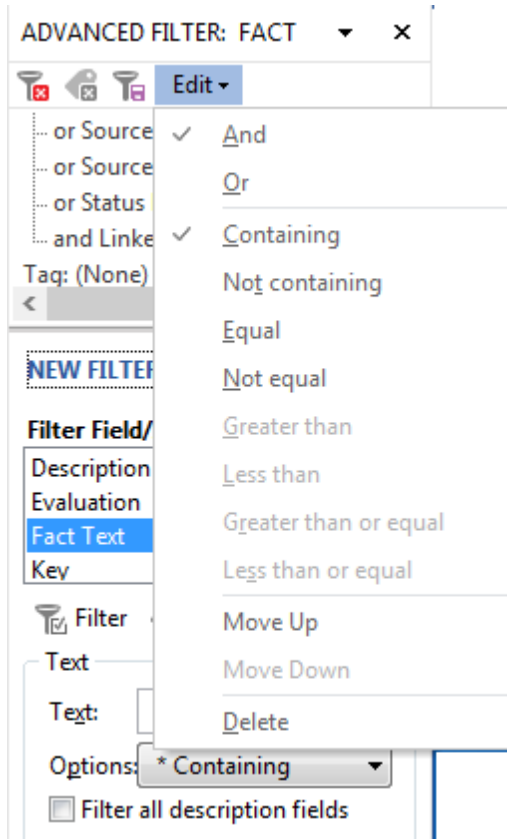 ADVANCED FILTER: FACT
Edit
or Source
or Source
or Status
and Linke
Tag: (None)
And
Or
Containing
Not containing
Equal
Not equal
Greater than
Less than
Greater than or equal
Less than or equal
Move Up
Move Down
Delete
NEW FILTER
Filter Field/
Description
Evaluation
Fact Text
Key
Filter
Text
Text:
Options: * Containing
Filter all description fields